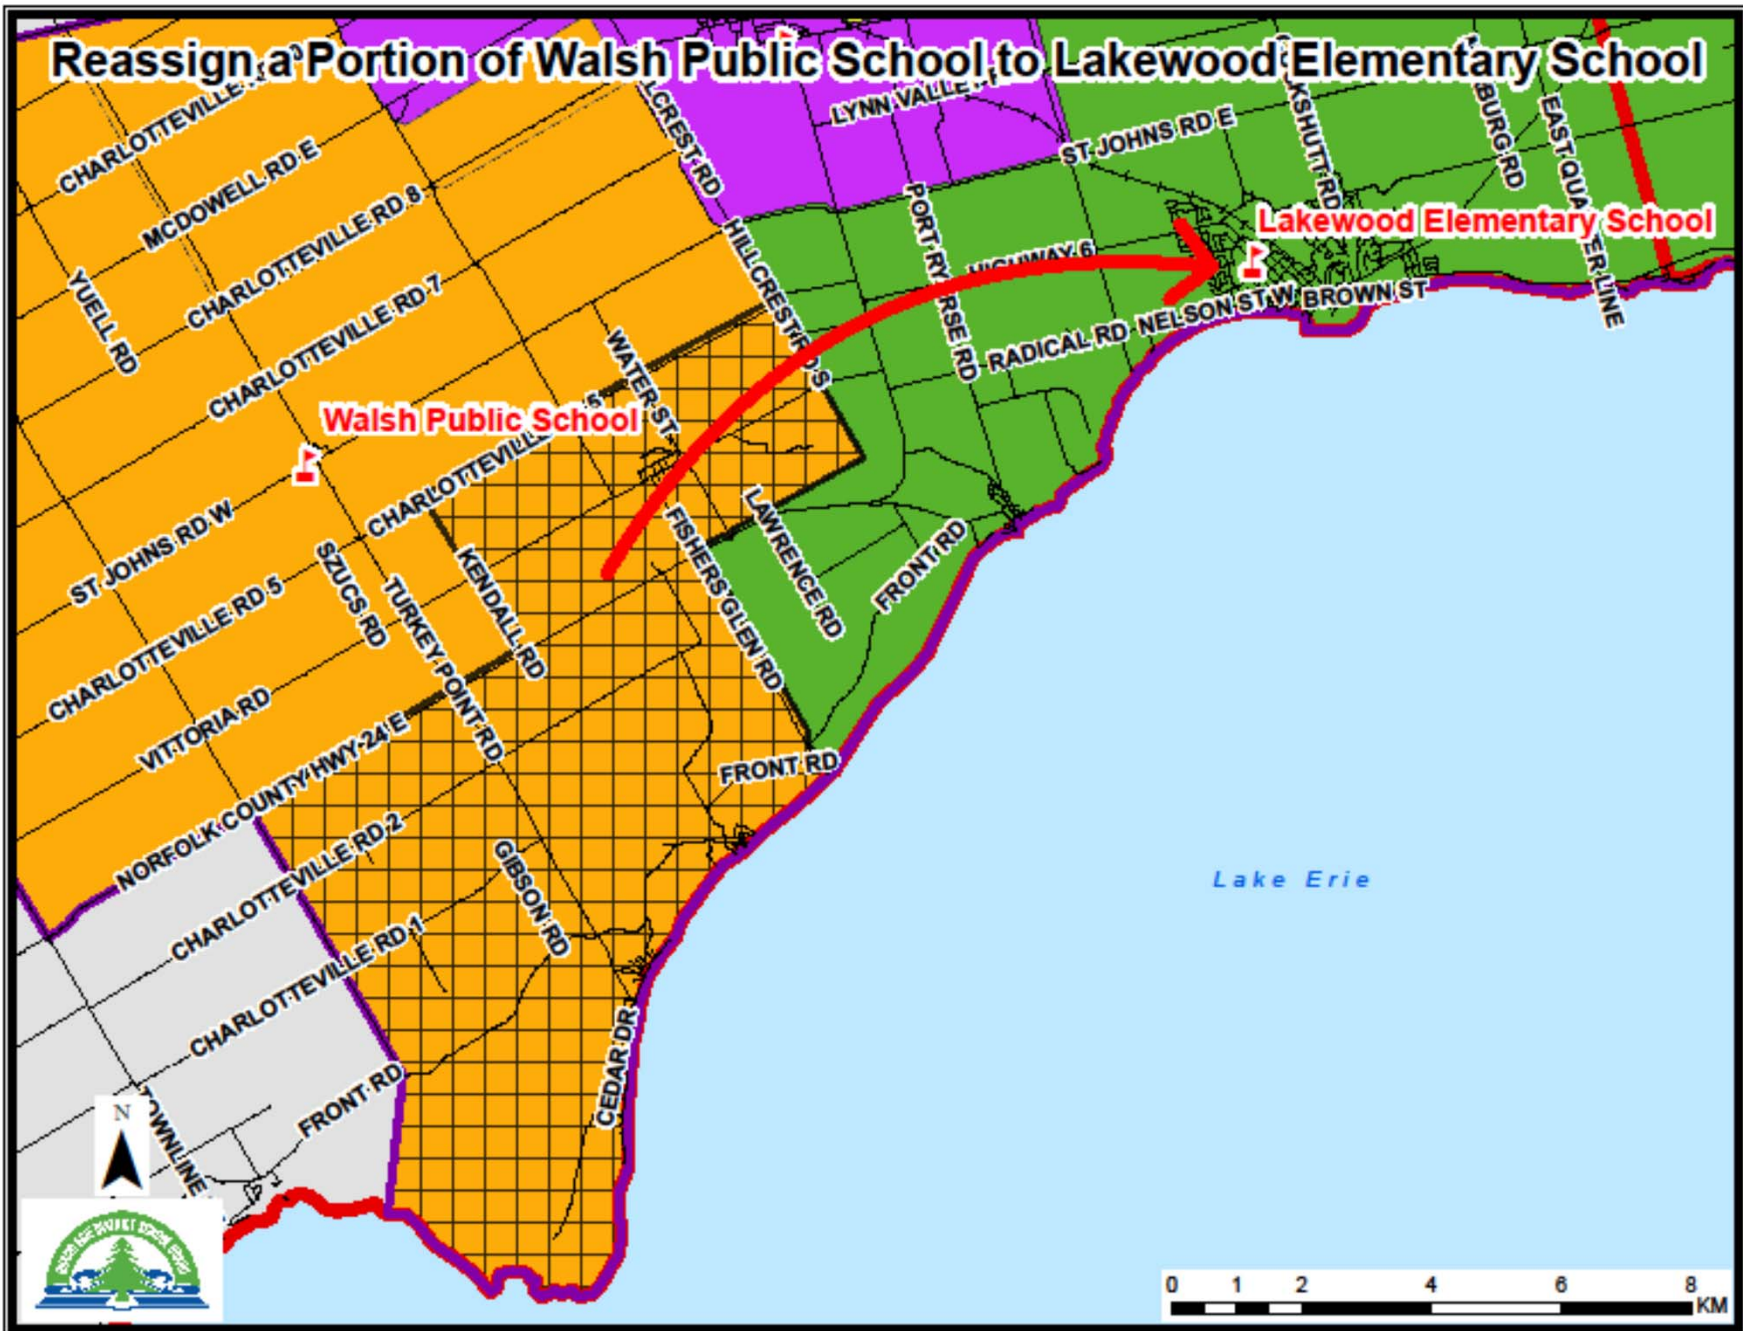 Reassign a Portion of Walsh Public School to Lakewood Elementary School
MCDOWELL RD E
CHARLOTTEVILLE RD 8
CHARLOTTEVILLE RD 7
YUELL RD
ST JOHNS RD E
EAST QUARTER LINE
HIGHWAY 6
Lakewood Elementary School
NELSON ST W
BROWN ST
RADICAL RD
PORT RYERSE RD
HILLCREST RD S
WATER ST
Walsh Public School
CHARLOTTEVILLE 5
ST JOHNS RD W
CHARLOTTEVILLE RD 5
SZUCS RD
TURKEY POINT RD
KENDALL RD
FISHERS GLEN RD
LAWRENCE RD
FRONT RD
VITTORIA RD
NORFOLK COUNTY HWY 24 E
FRONT RD
CHARLOTTEVILLE RD 2
GIBSON RD
Lake Erie
CHARLOTTEVILLE RD 1
CEDAR DR
FRONT RD
TOWNLINE
N
0 1 2 4 6 8
KM